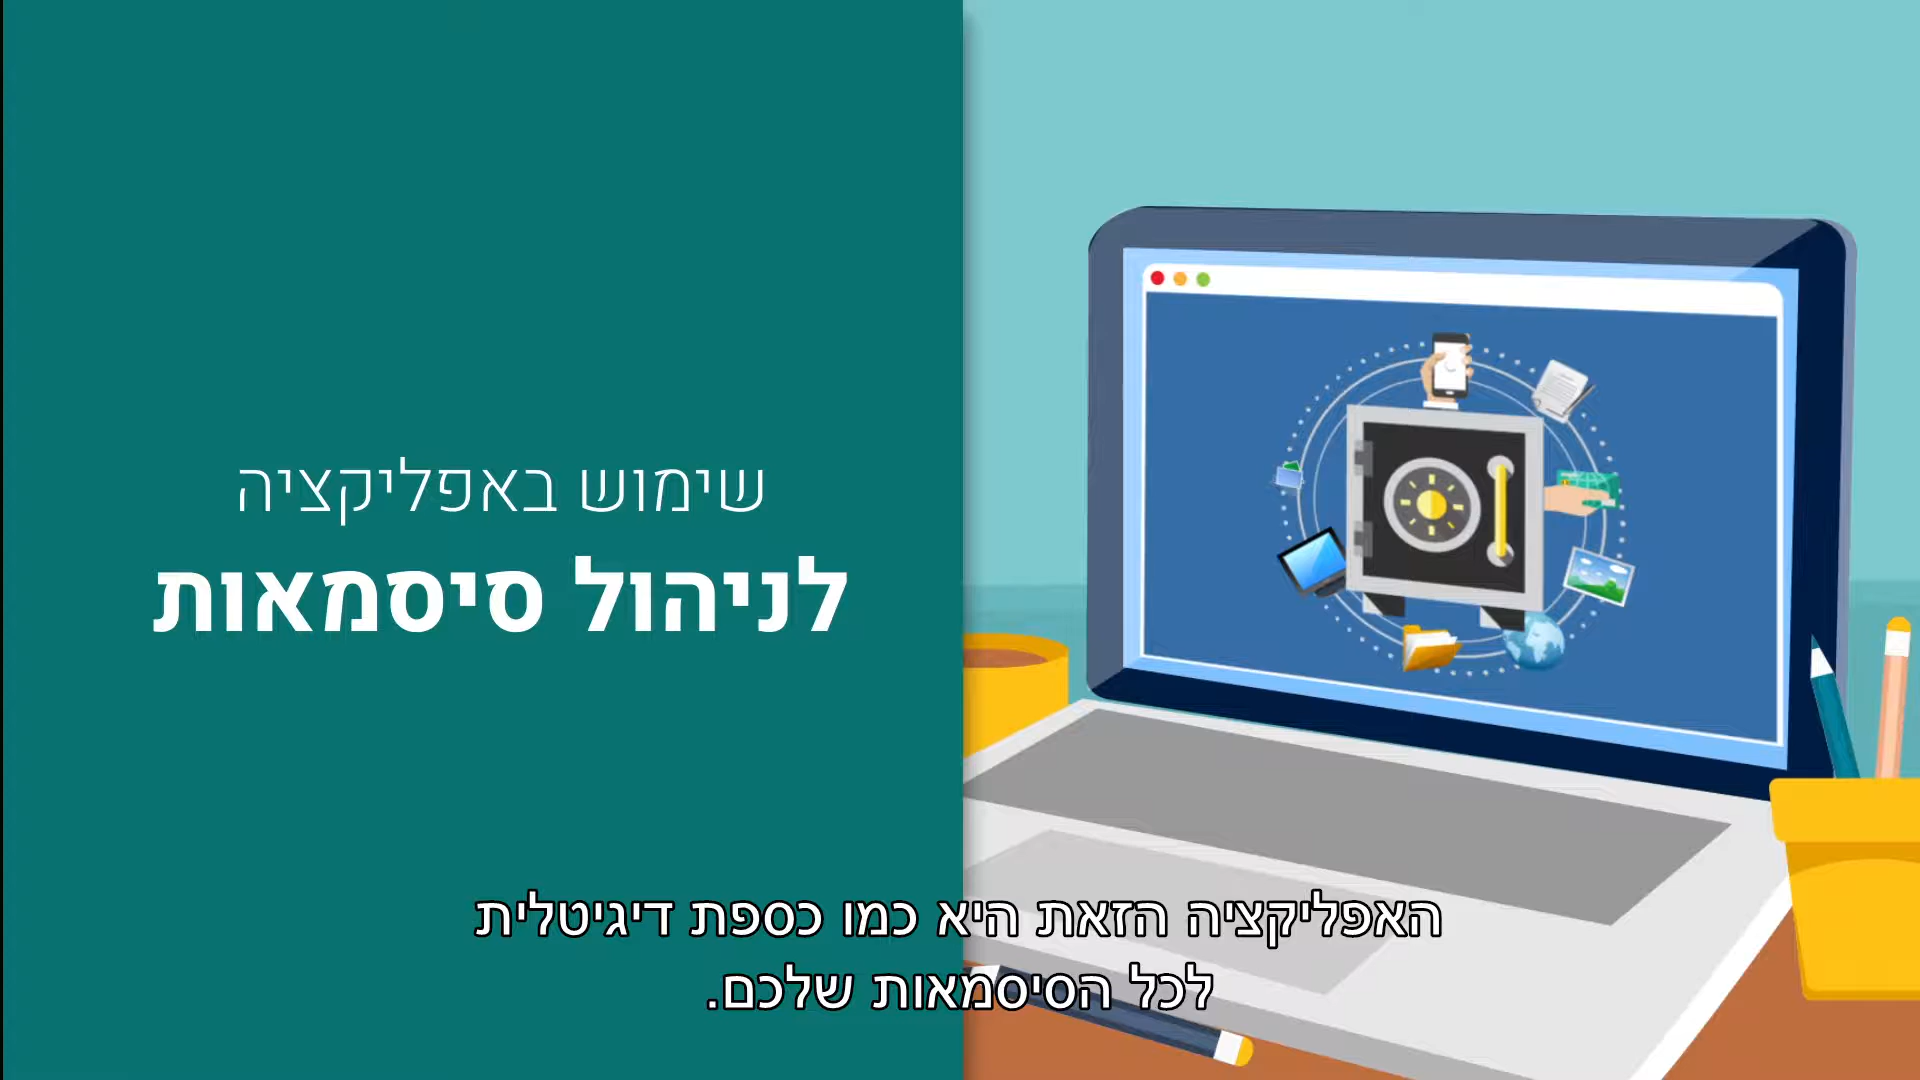 שימוש באפליקציה
לניהול סיסמאות
האפליקציה הזאת היא כמו כספת דיגיטלית
לכל הסיסמאות שלכם.